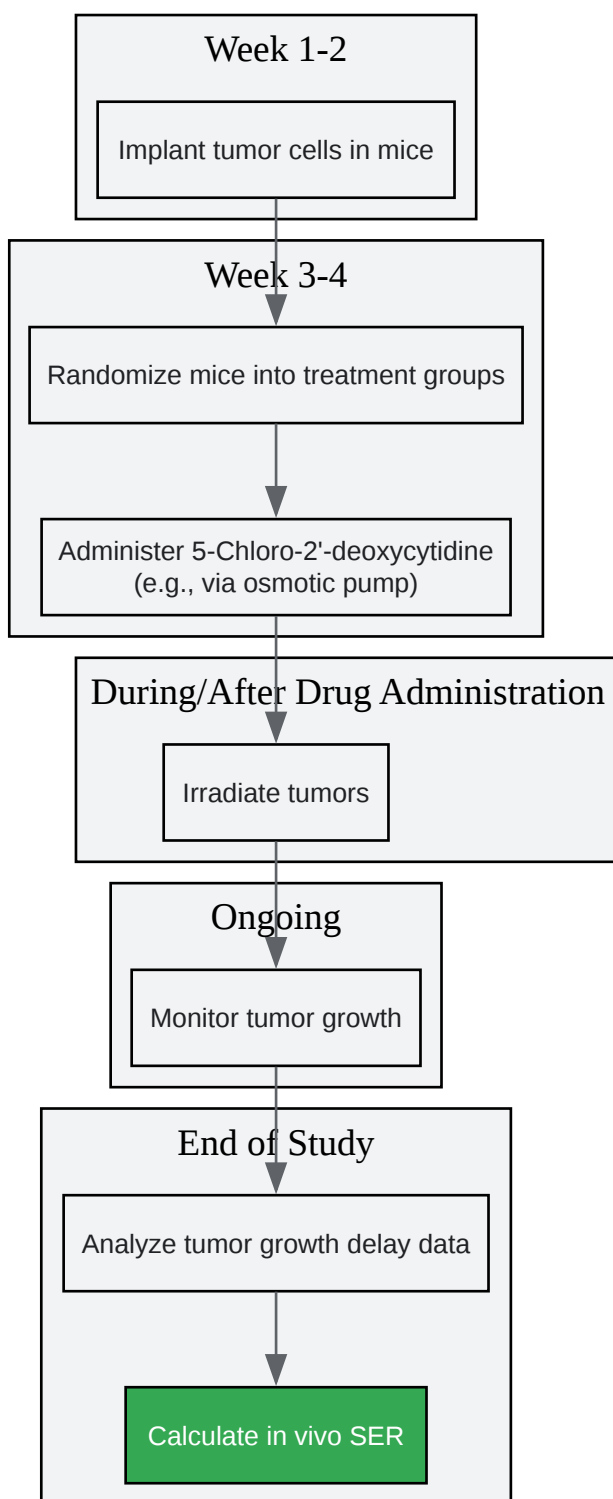 Week 1-2
Implant tumor cells in mice
Week 3-4
Randomize mice into treatment groups
Administer 5-Chloro-2'-deoxycytidine
(e.g., via osmotic pump)
During/After Drug Administration
Irradiate tumors
Ongoing
Monitor tumor growth
End of Study
Analyze tumor growth delay data
Calculate in vivo SER